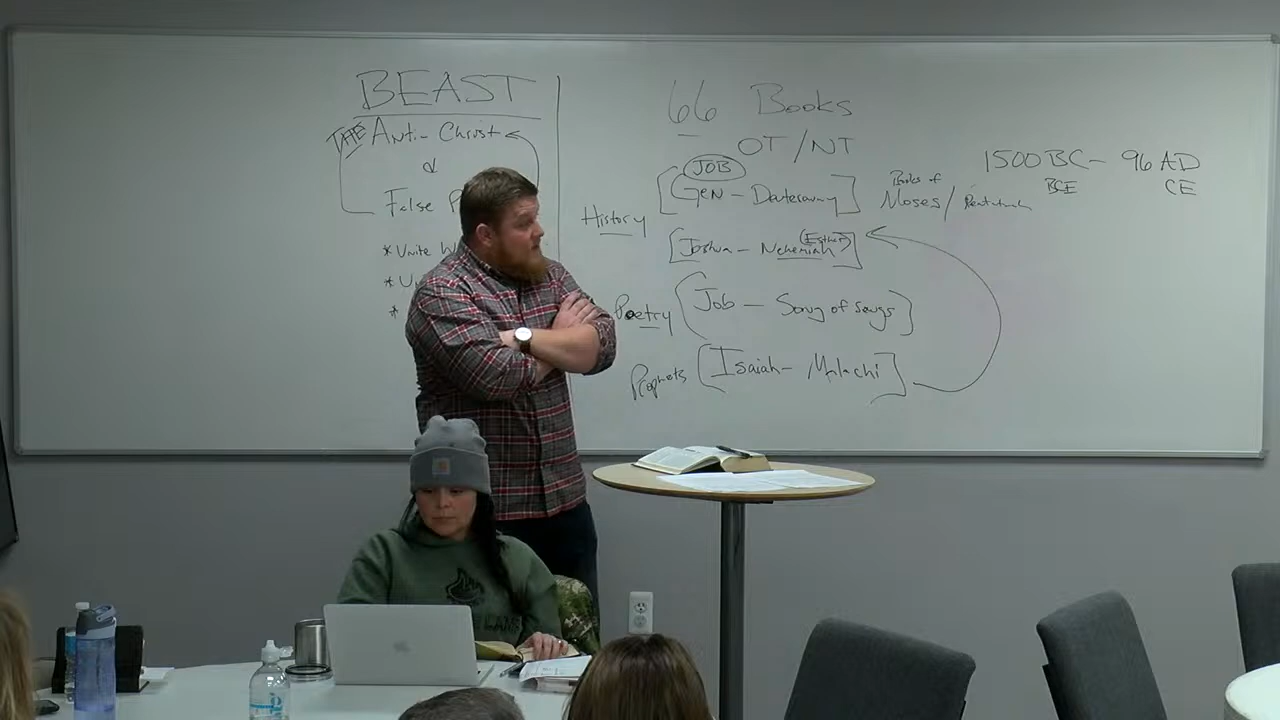 BEAST
THE Anti-Christ
&
False P
* Unite W
* U
*
66 Books
OT/NT
JOB
[Gen - Deuteronomy]
Books of
Moses/Pentateuch
1500 BC- 96 AD
BCE CE
History
(Esther)
[Joshua - Nehemiah]
Poetry [Job - Song of Songs]
Prophets [Isaiah - Malachi]